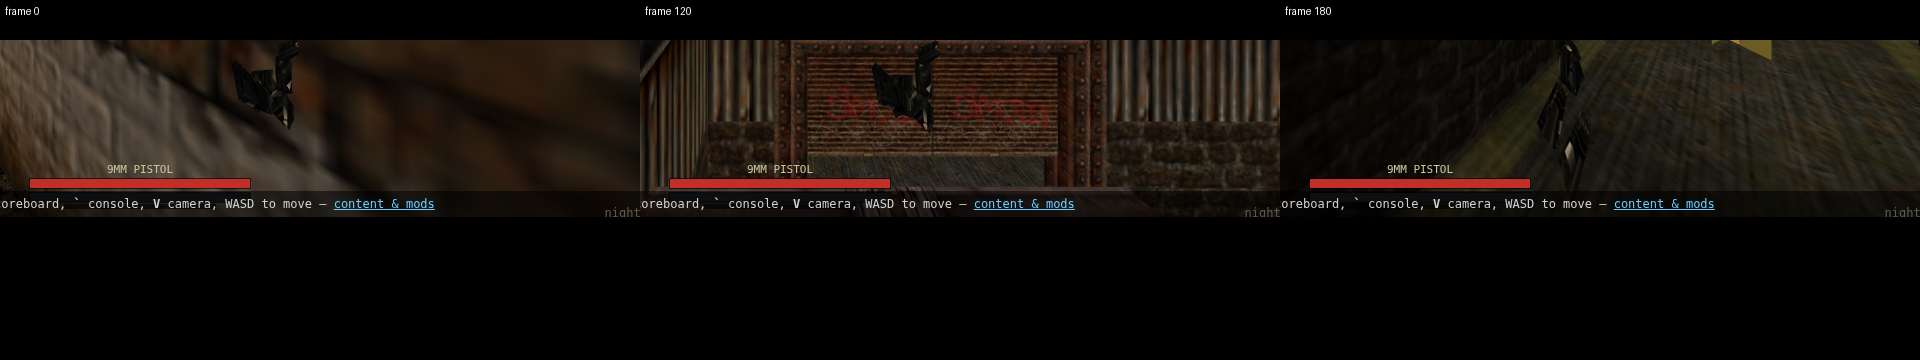 frame 0
frame 120
frame 180
9MM PISTOL
9MM PISTOL
9MM PISTOL
oreboard, ` console, V camera, WASD to move — content & mods
oreboard, ` console, V camera, WASD to move — content & mods
oreboard, ` console, V camera, WASD to move — content & mods
night
night
night